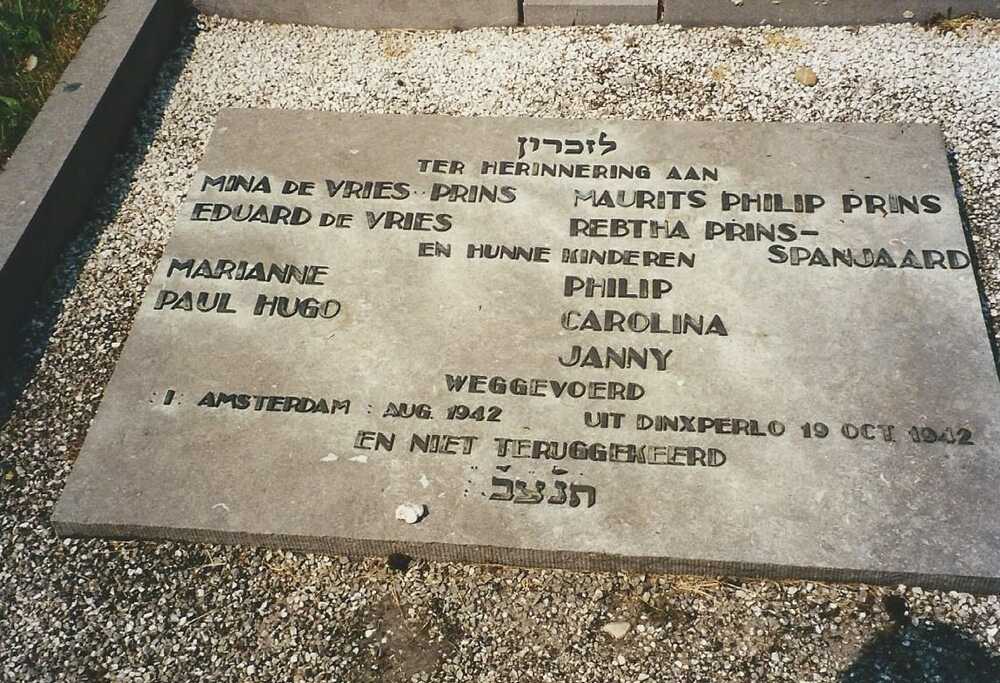 לזכרון
TER HERINNERING AAN
MINA DE VRIES - PRINS MAURITS PHILIP PRINS
EDUARD DE VRIES REBTHA PRINS-
SPANJAARD
EN HUNNE KINDEREN
MARIANNE PHILIP
PAUL HUGO CAROLINA
JANNY
WEGGEVOERD
AMSTERDAM AUG. 1942 UIT DINXPERLO 19 OCT. 1942
EN NIET TERUGGEKEERD
תנצב